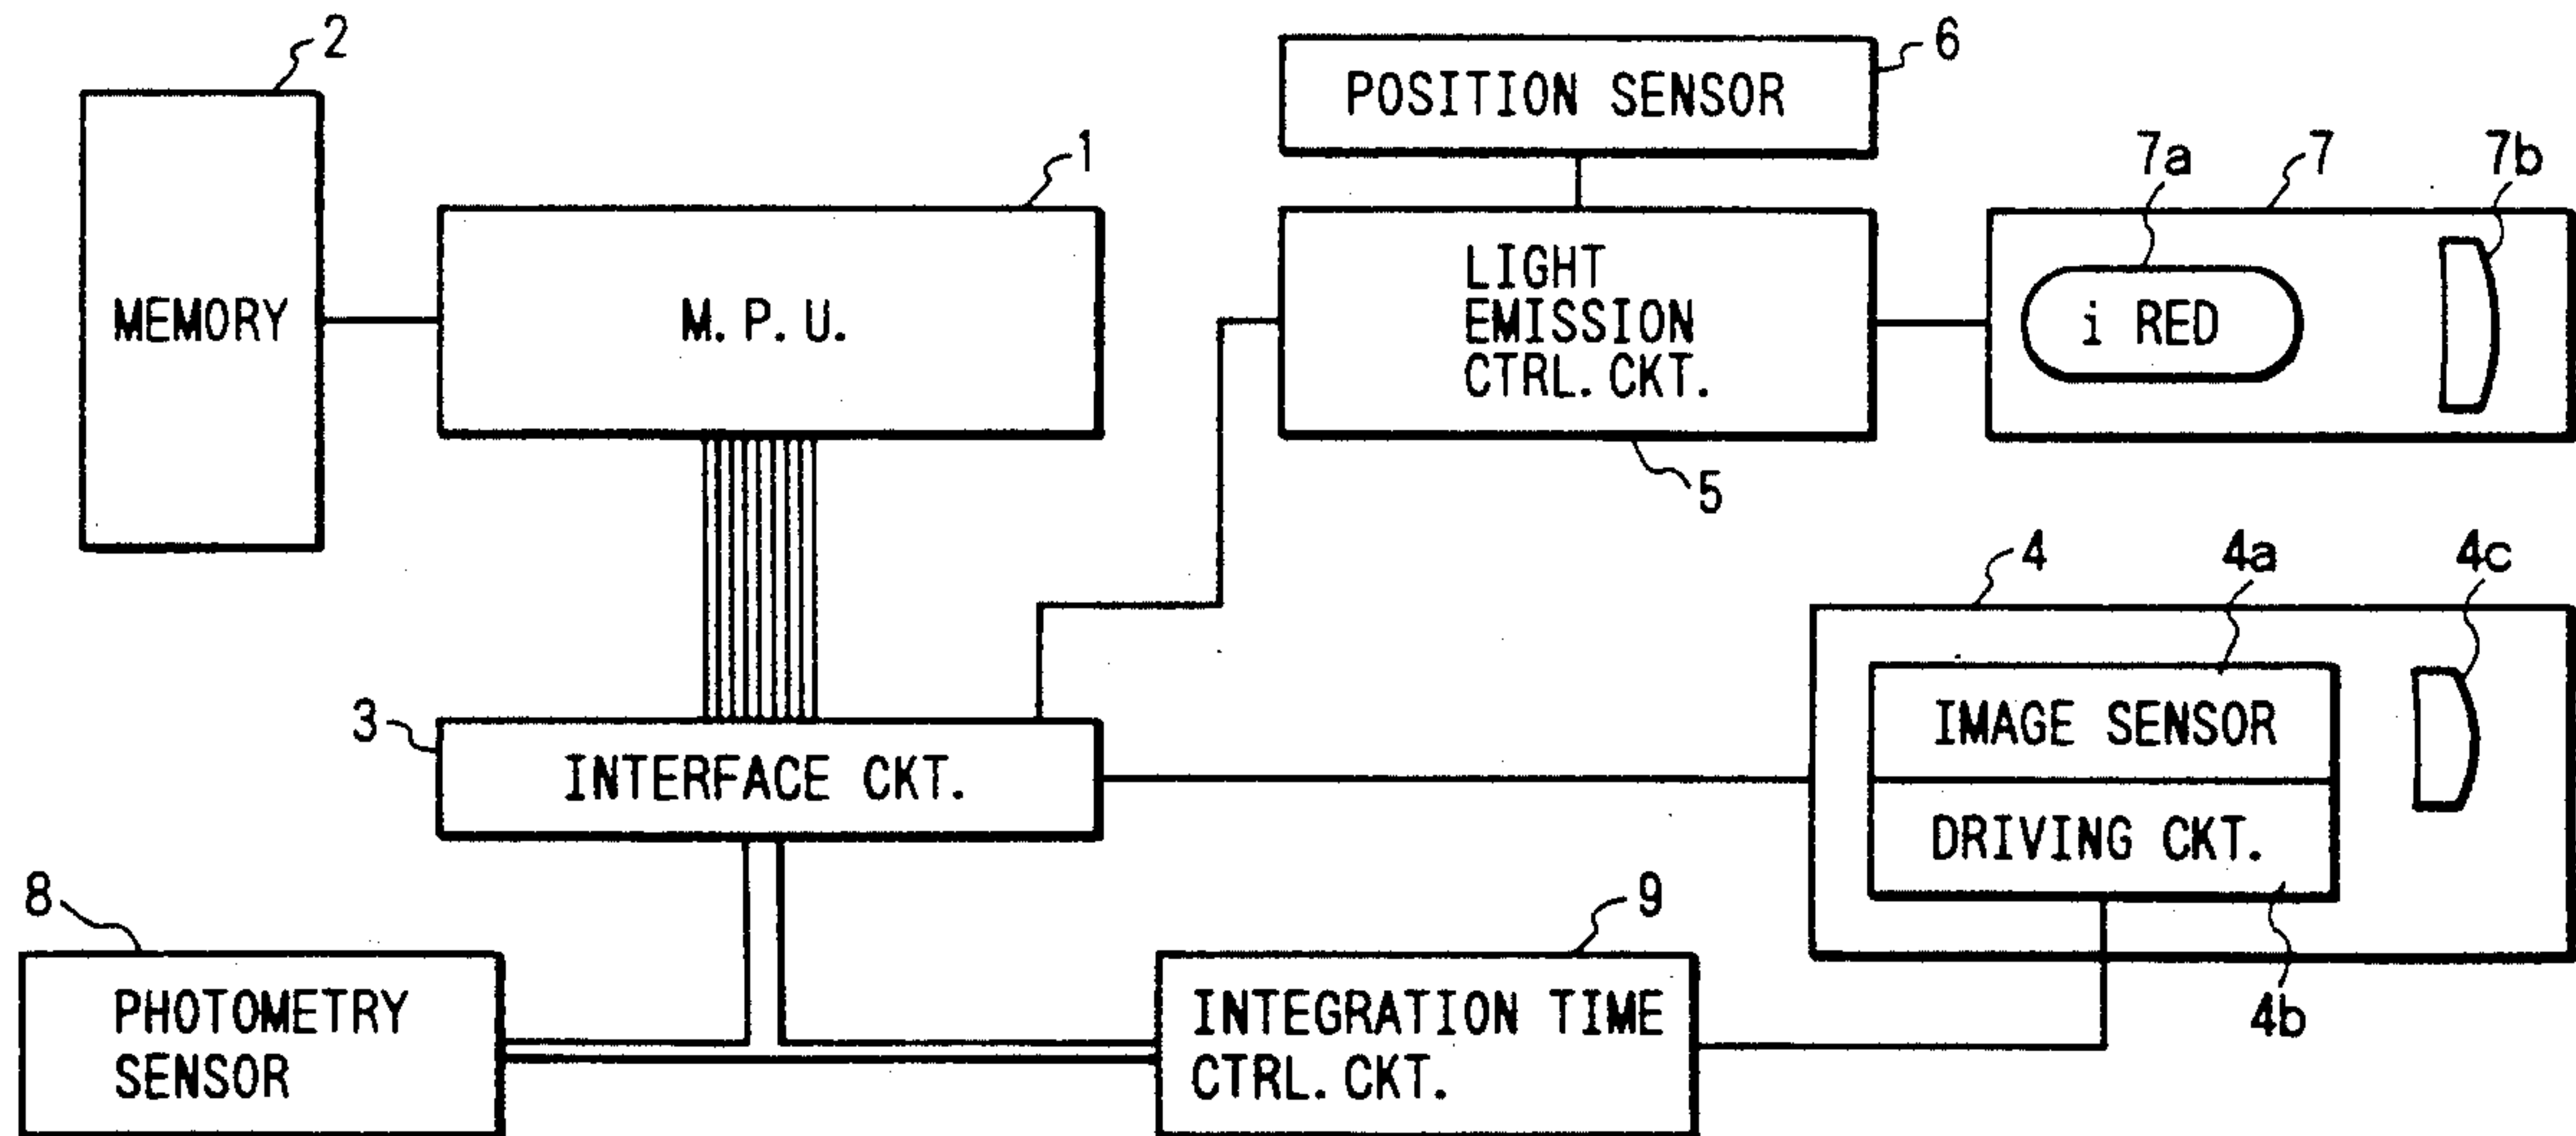 2
6
POSITION SENSOR
1
7a
7
7b
MEMORY
M. P. U.
LIGHT
EMISSION
CTRL. CKT.
i RED
5
4
4a
4c
3
INTERFACE CKT.
IMAGE SENSOR
DRIVING CKT.
8
9
PHOTOMETRY
SENSOR
INTEGRATION TIME
CTRL. CKT.
4b